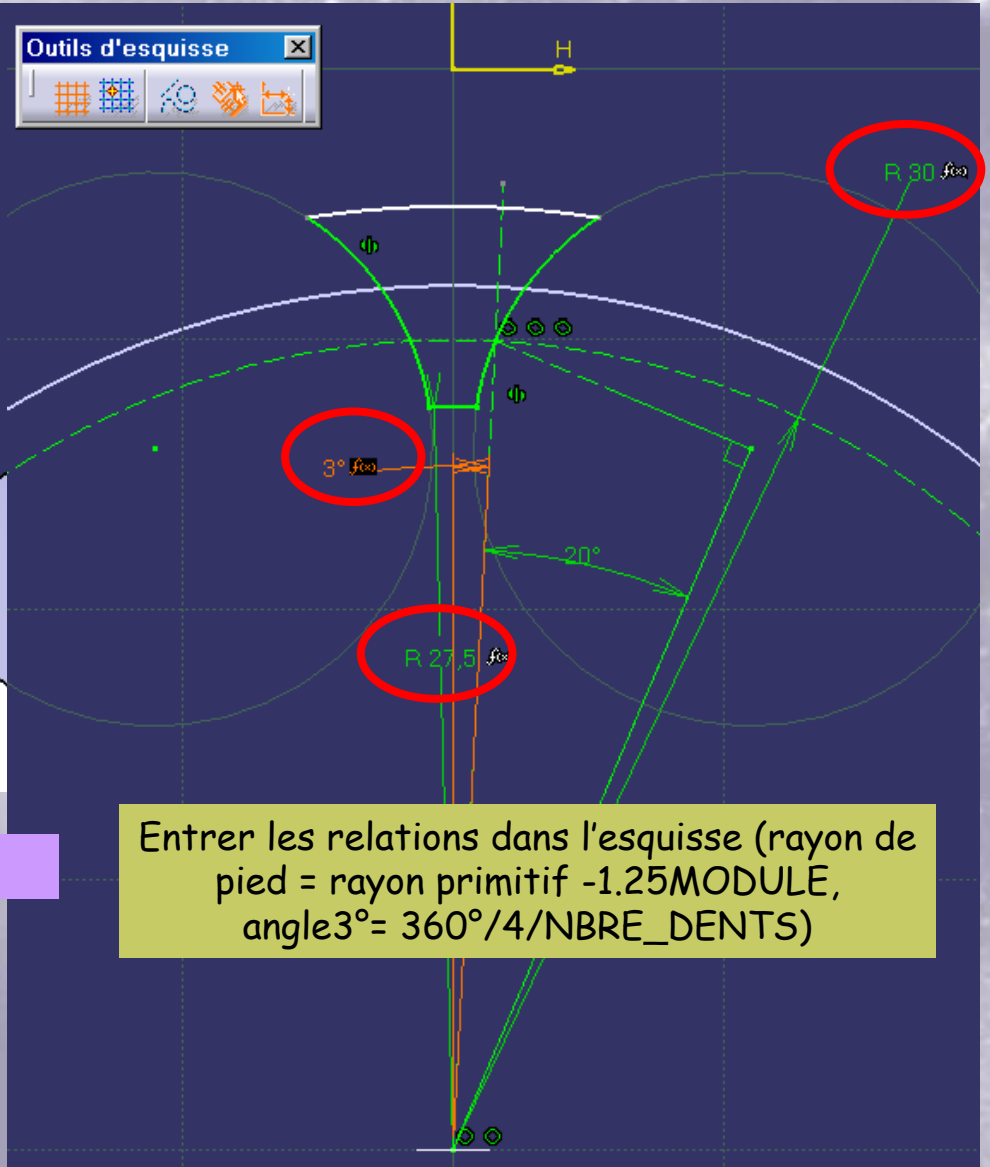 Outils d'esquisse
H
R 30 f(x)
3° f(x)
20°
R 27,5 f(x)
Entrer les relations dans l'esquisse (rayon de
pied = rayon primitif -1.25MODULE,
angle3°= 360°/4/NBRE_DENTS)